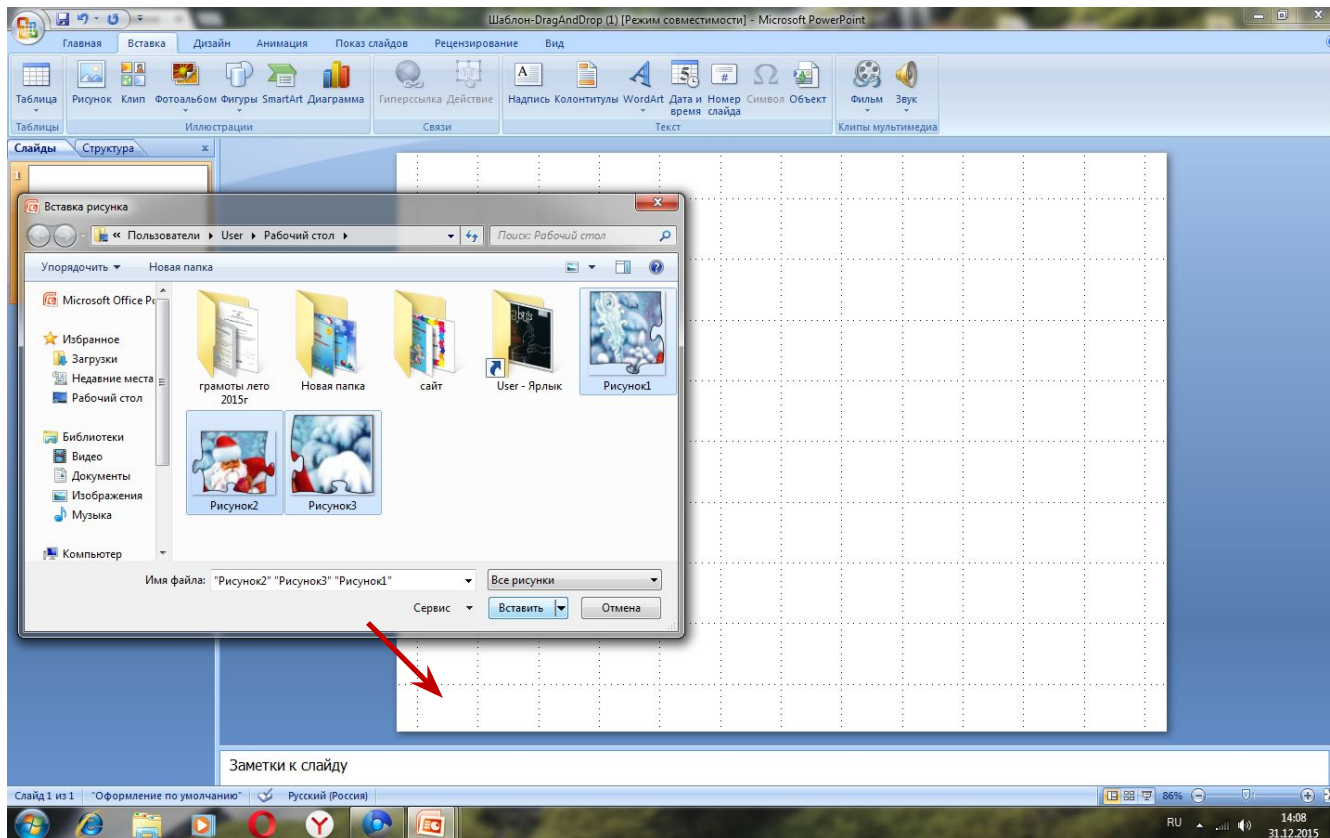 Шаблон-DragAndDrop (1) [Режим совместимости] - Microsoft PowerPoint
Главная Вставка Дизайн Анимация Показ слайдов Рецензирование Вид
Таблица Рисунок Клип Фотоальбом Фигуры SmartArt Диаграмма Гиперссылка Действие Надпись Колонтитулы WordArt Дата и время Номер слайда Символ Объект Фильм Звук
Таблицы Иллюстрации Связи Текст Клипы мультимедиа
Слайды Структура x
1
Вставка рисунка
« Пользователи User Рабочий стол Поиск: Рабочий стол
Упорядочить Новая папка
Microsoft Office Po
Избранное
Загрузки
Недавние места
Рабочий стол
Библиотеки
Видео
Документы
Изображения
Музыка
Компьютер
грамоты лето 2015г
Новая папка
сайт
User - Ярлык
Рисунок1
Рисунок2
Рисунок3
Имя файла: "Рисунок2" "Рисунок3" "Рисунок1" Все рисунки
Сервис Вставить Отмена
Заметки к слайду
Слайд 1 из 1 "Оформление по умолчанию" Русский (Россия) 86%
RU 14:08
31.12.2015